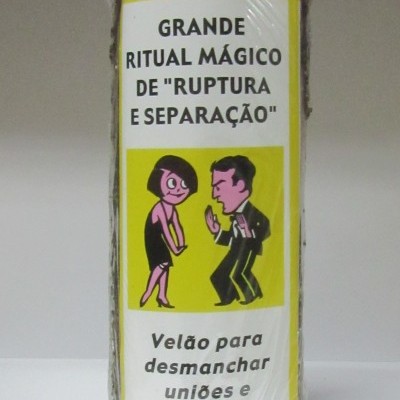 GRANDE
RITUAL MÁGICO
DE "RUPTURA
E SEPARAÇÃO"
Velão para
desmanchar
uniões e